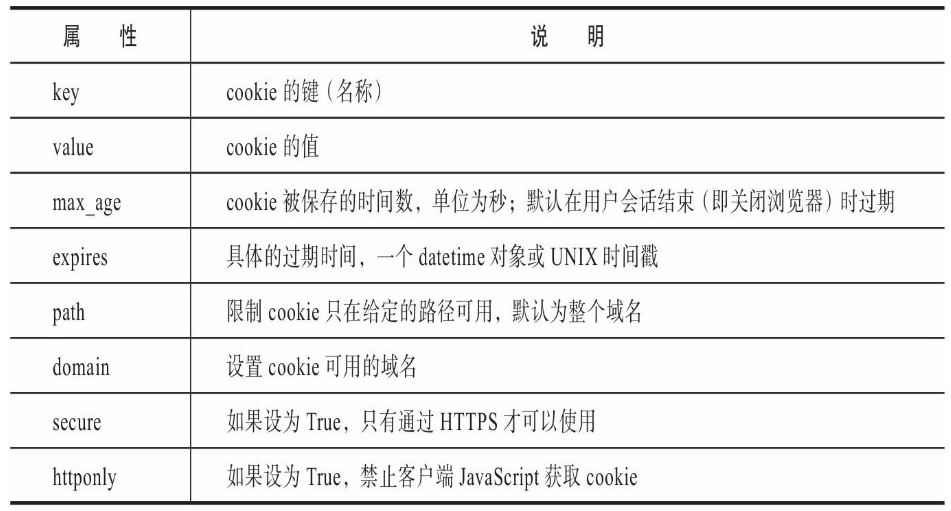 属 性 说 明
key cookie 的键（名称）
value cookie 的值
max_age cookie 被保存的时间数，单位为秒；默认在用户会话结束（即关闭浏览器）时过期
expires 具体的过期时间，一个 datetime 对象或 UNIX 时间戳
path 限制 cookie 只在给定的路径可用，默认为整个域名
domain 设置 cookie 可用的域名
secure 如果设为 True，只有通过 HTTPS 才可以使用
httponly 如果设为 True，禁止客户端 JavaScript 获取 cookie